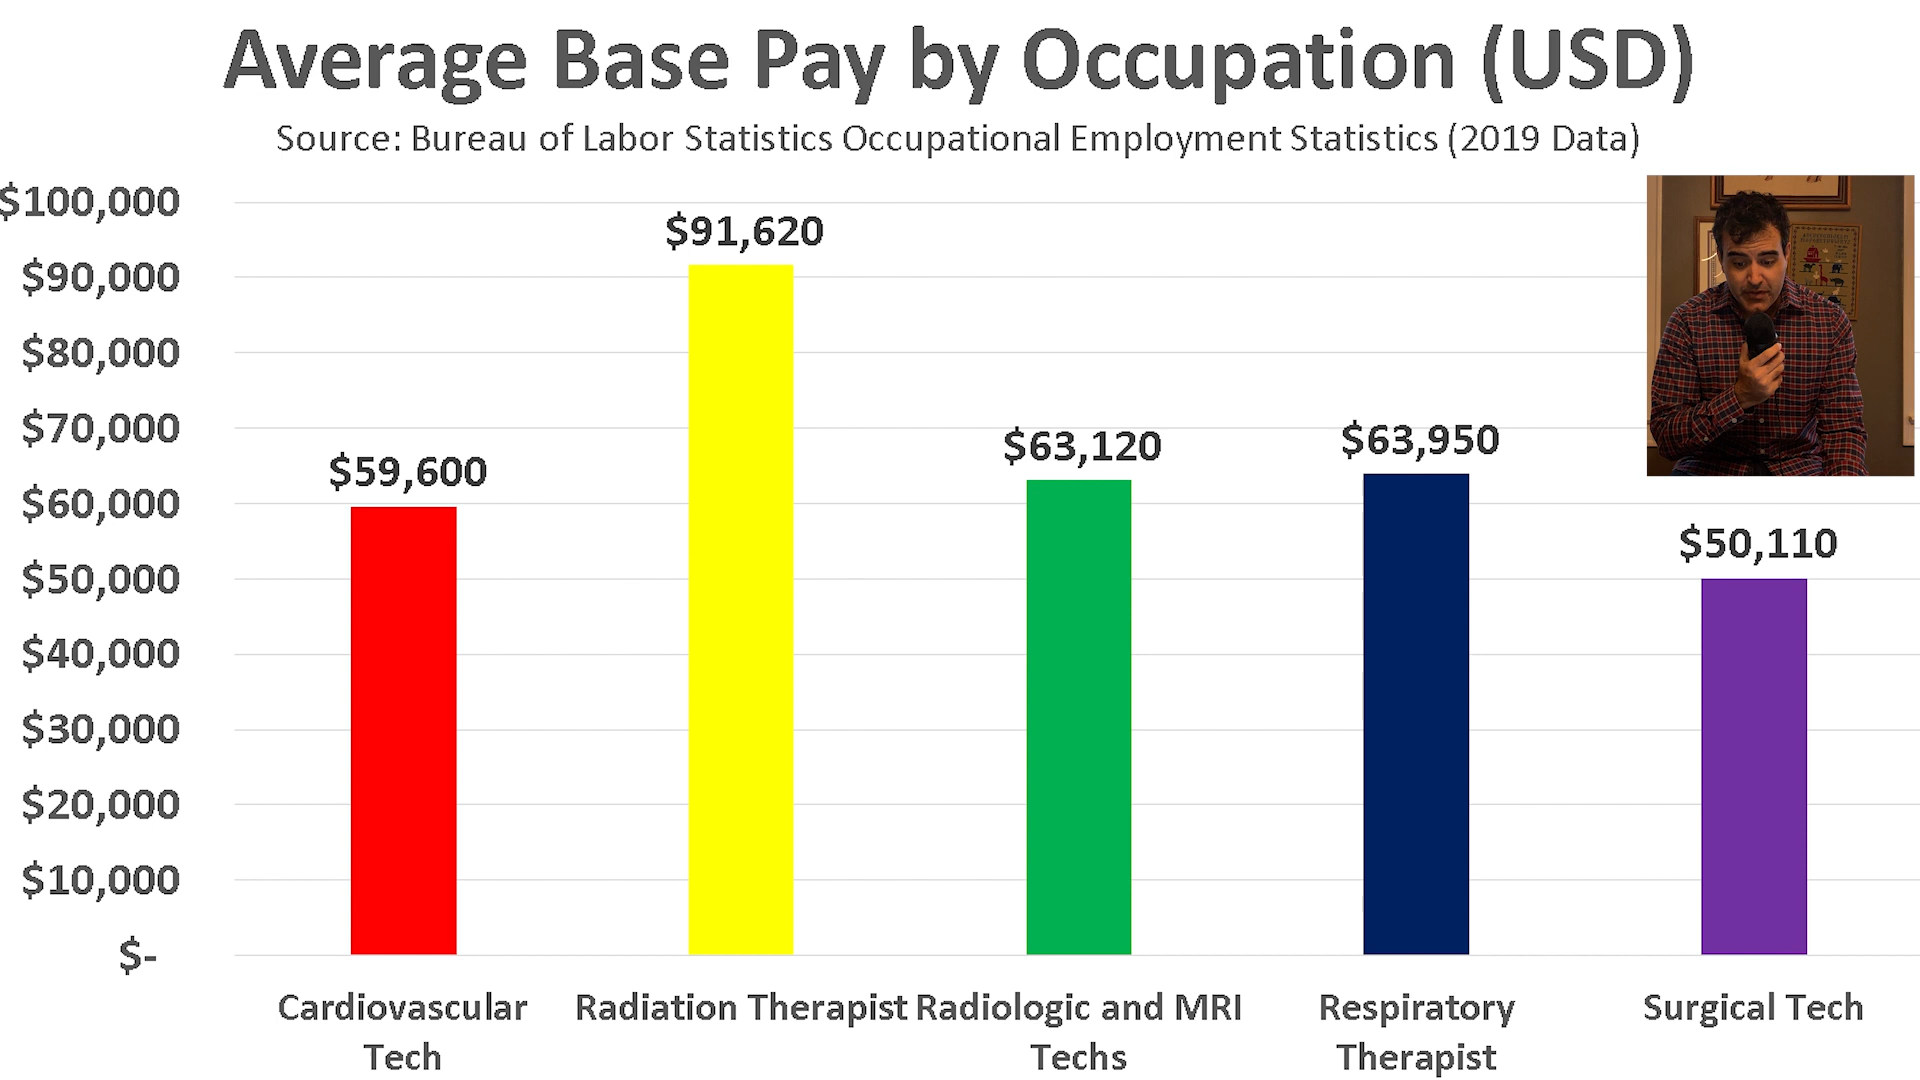 Average Base Pay by Occupation (USD)
Source: Bureau of Labor Statistics Occupational Employment Statistics (2019 Data)
$100,000
$90,000
$80,000
$70,000
$60,000
$50,000
$40,000
$30,000
$20,000
$10,000
$-
$59,600
$91,620
$63,120
$63,950
$50,110
Cardiovascular
Tech
Radiation Therapist
Radiologic and MRI
Techs
Respiratory
Therapist
Surgical Tech